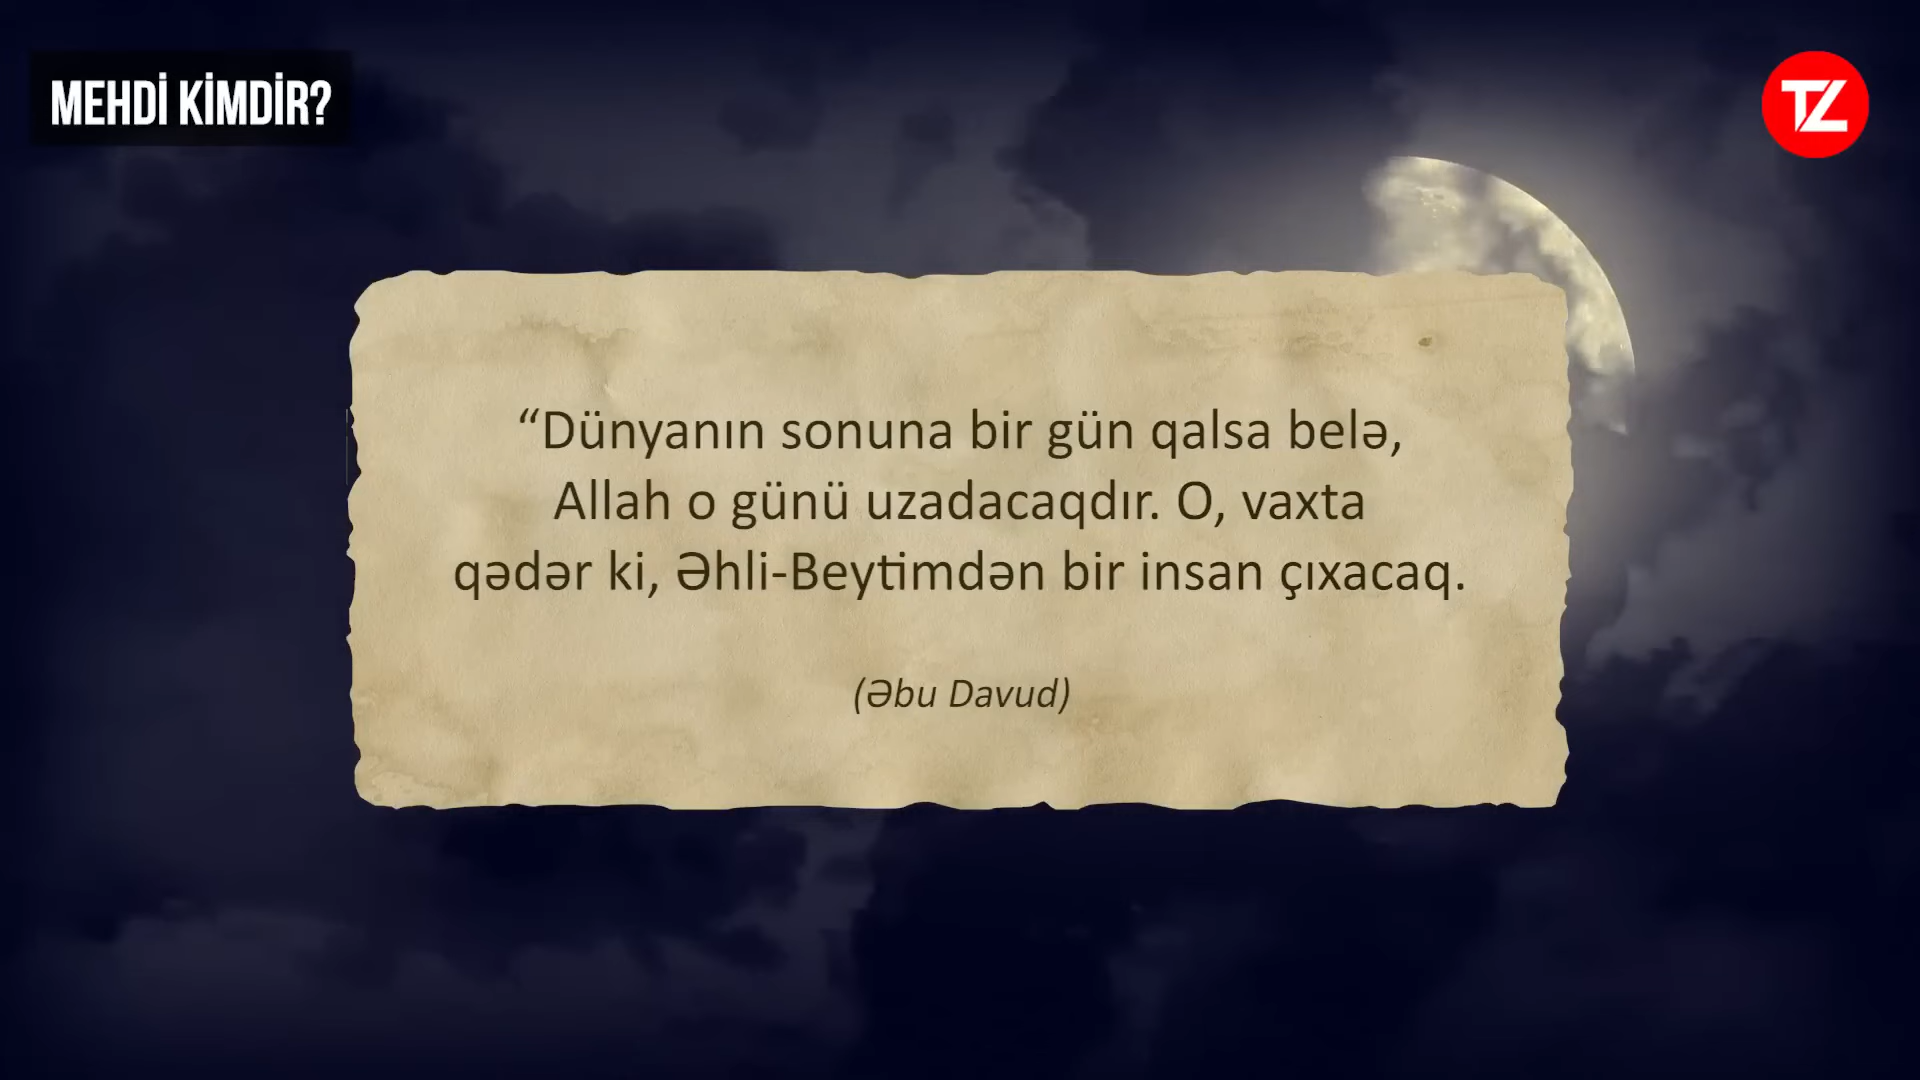 MEHDİ KİMDİR?
TZ
“Dünyanın sonuna bir gün qalsa belə,
Allah o günü uzadacaqdır. O, vaxta
qədər ki, Əhli-Beytimdən bir insan çıxacaq.
(Əbu Davud)